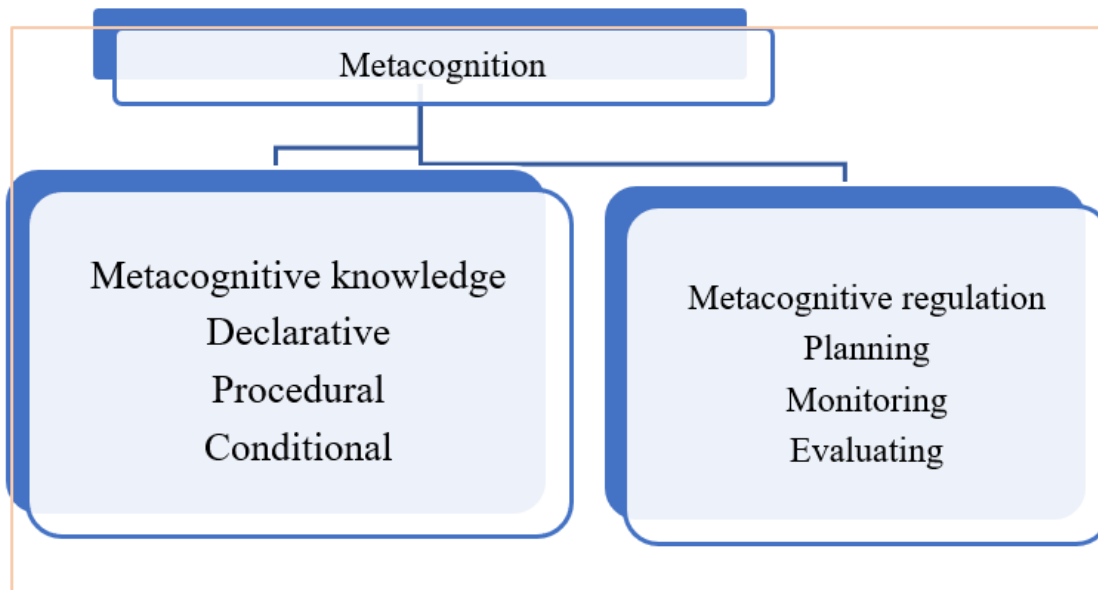 Metacognition
Metacognitive knowledge
Declarative
Procedural
Conditional
Metacognitive regulation
Planning
Monitoring
Evaluating